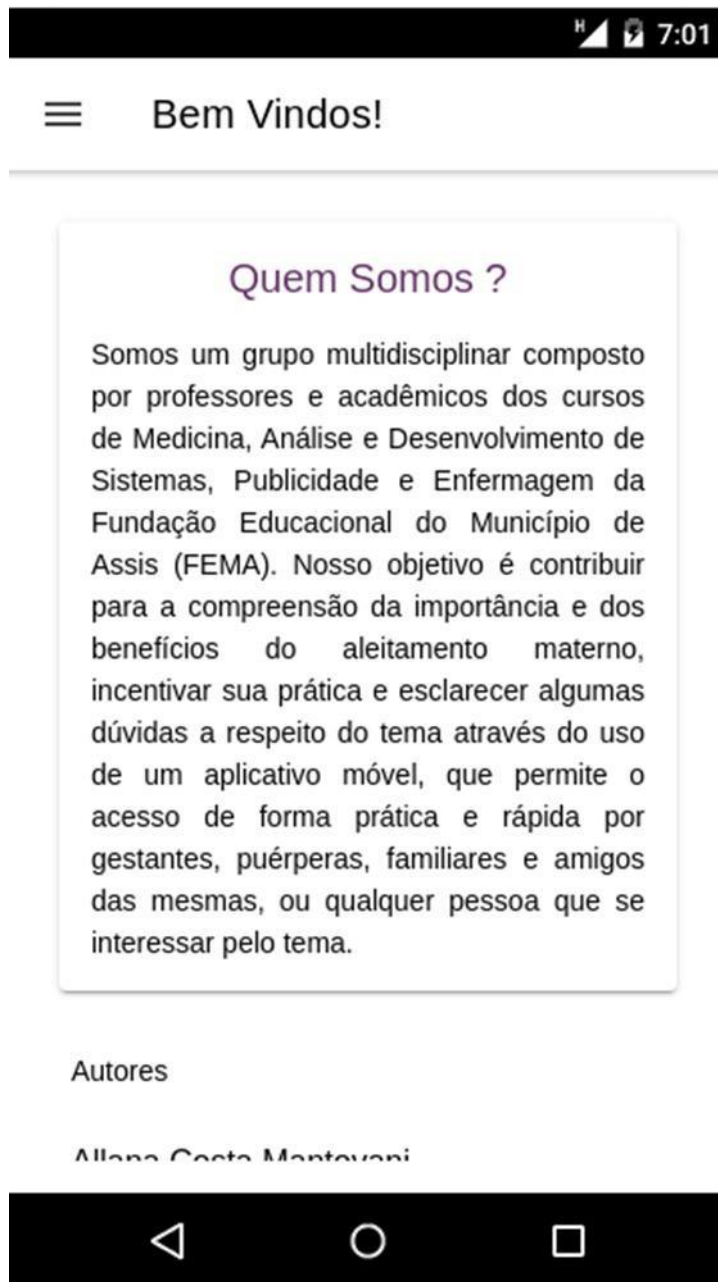 H 7:01
Bem Vindos!
Quem Somos ?
Somos um grupo multidisciplinar composto
por professores e acadêmicos dos cursos
de Medicina, Análise e Desenvolvimento de
Sistemas, Publicidade e Enfermagem da
Fundação Educacional do Município de
Assis (FEMA). Nosso objetivo é contribuir
para a compreensão da importância e dos
benefícios do aleitamento materno,
incentivar sua prática e esclarecer algumas
dúvidas a respeito do tema através do uso
de um aplicativo móvel, que permite o
acesso de forma prática e rápida por
gestantes, puérperas, familiares e amigos
das mesmas, ou qualquer pessoa que se
interessar pelo tema.
Autores
Allana Costa Mantovani